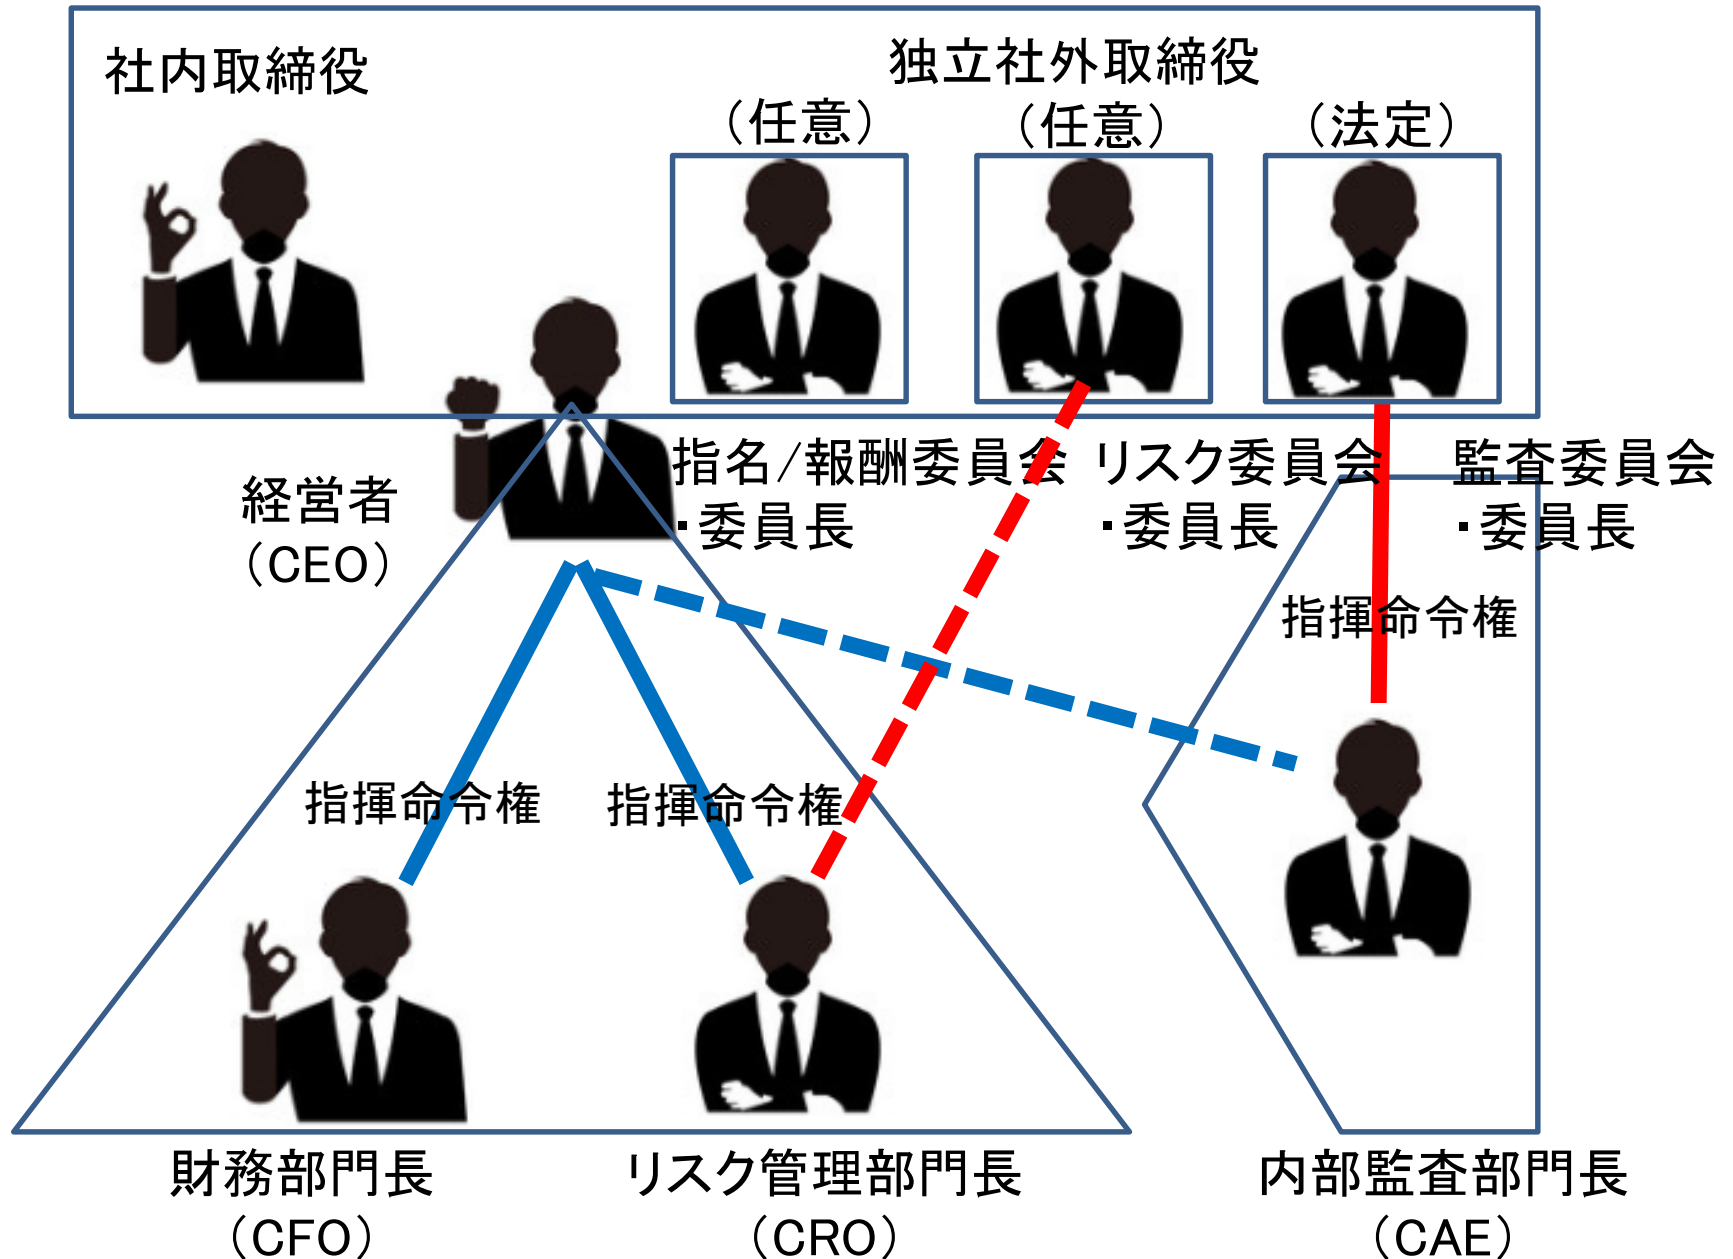 社内取締役
独立社外取締役
（任意）
（任意）
（法定）
経営者
（CEO）
指名/報酬委員会
・委員長
リスク委員会
・委員長
監査委員会
・委員長
指揮命令権
指揮命令権
指揮命令権
財務部門長
（CFO）
リスク管理部門長
（CRO）
内部監査部門長
（CAE）